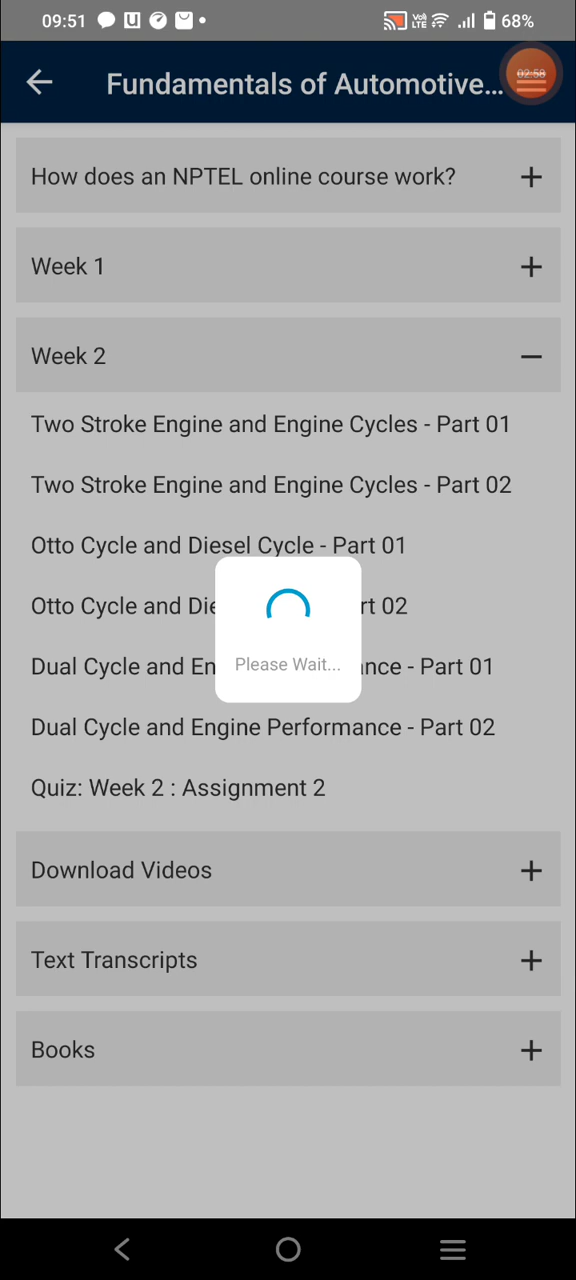 09:51 68%
Fundamentals of Automotive...
02:58
How does an NPTEL online course work?
Week 1
Week 2
Two Stroke Engine and Engine Cycles - Part 01
Two Stroke Engine and Engine Cycles - Part 02
Otto Cycle and Diesel Cycle - Part 01
Otto Cycle and Die rt 02
Please Wait...
Dual Cycle and En nce - Part 01
Dual Cycle and Engine Performance - Part 02
Quiz: Week 2 : Assignment 2
Download Videos
Text Transcripts
Books